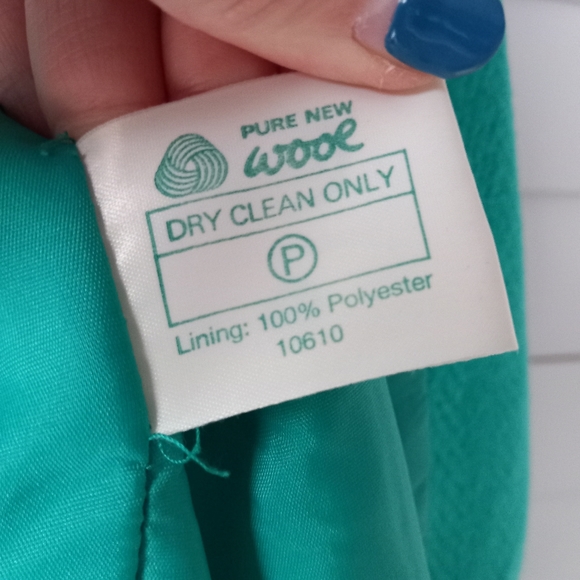 PURE NEW
wool
DRY CLEAN ONLY
P
Lining: 100% Polyester
10610